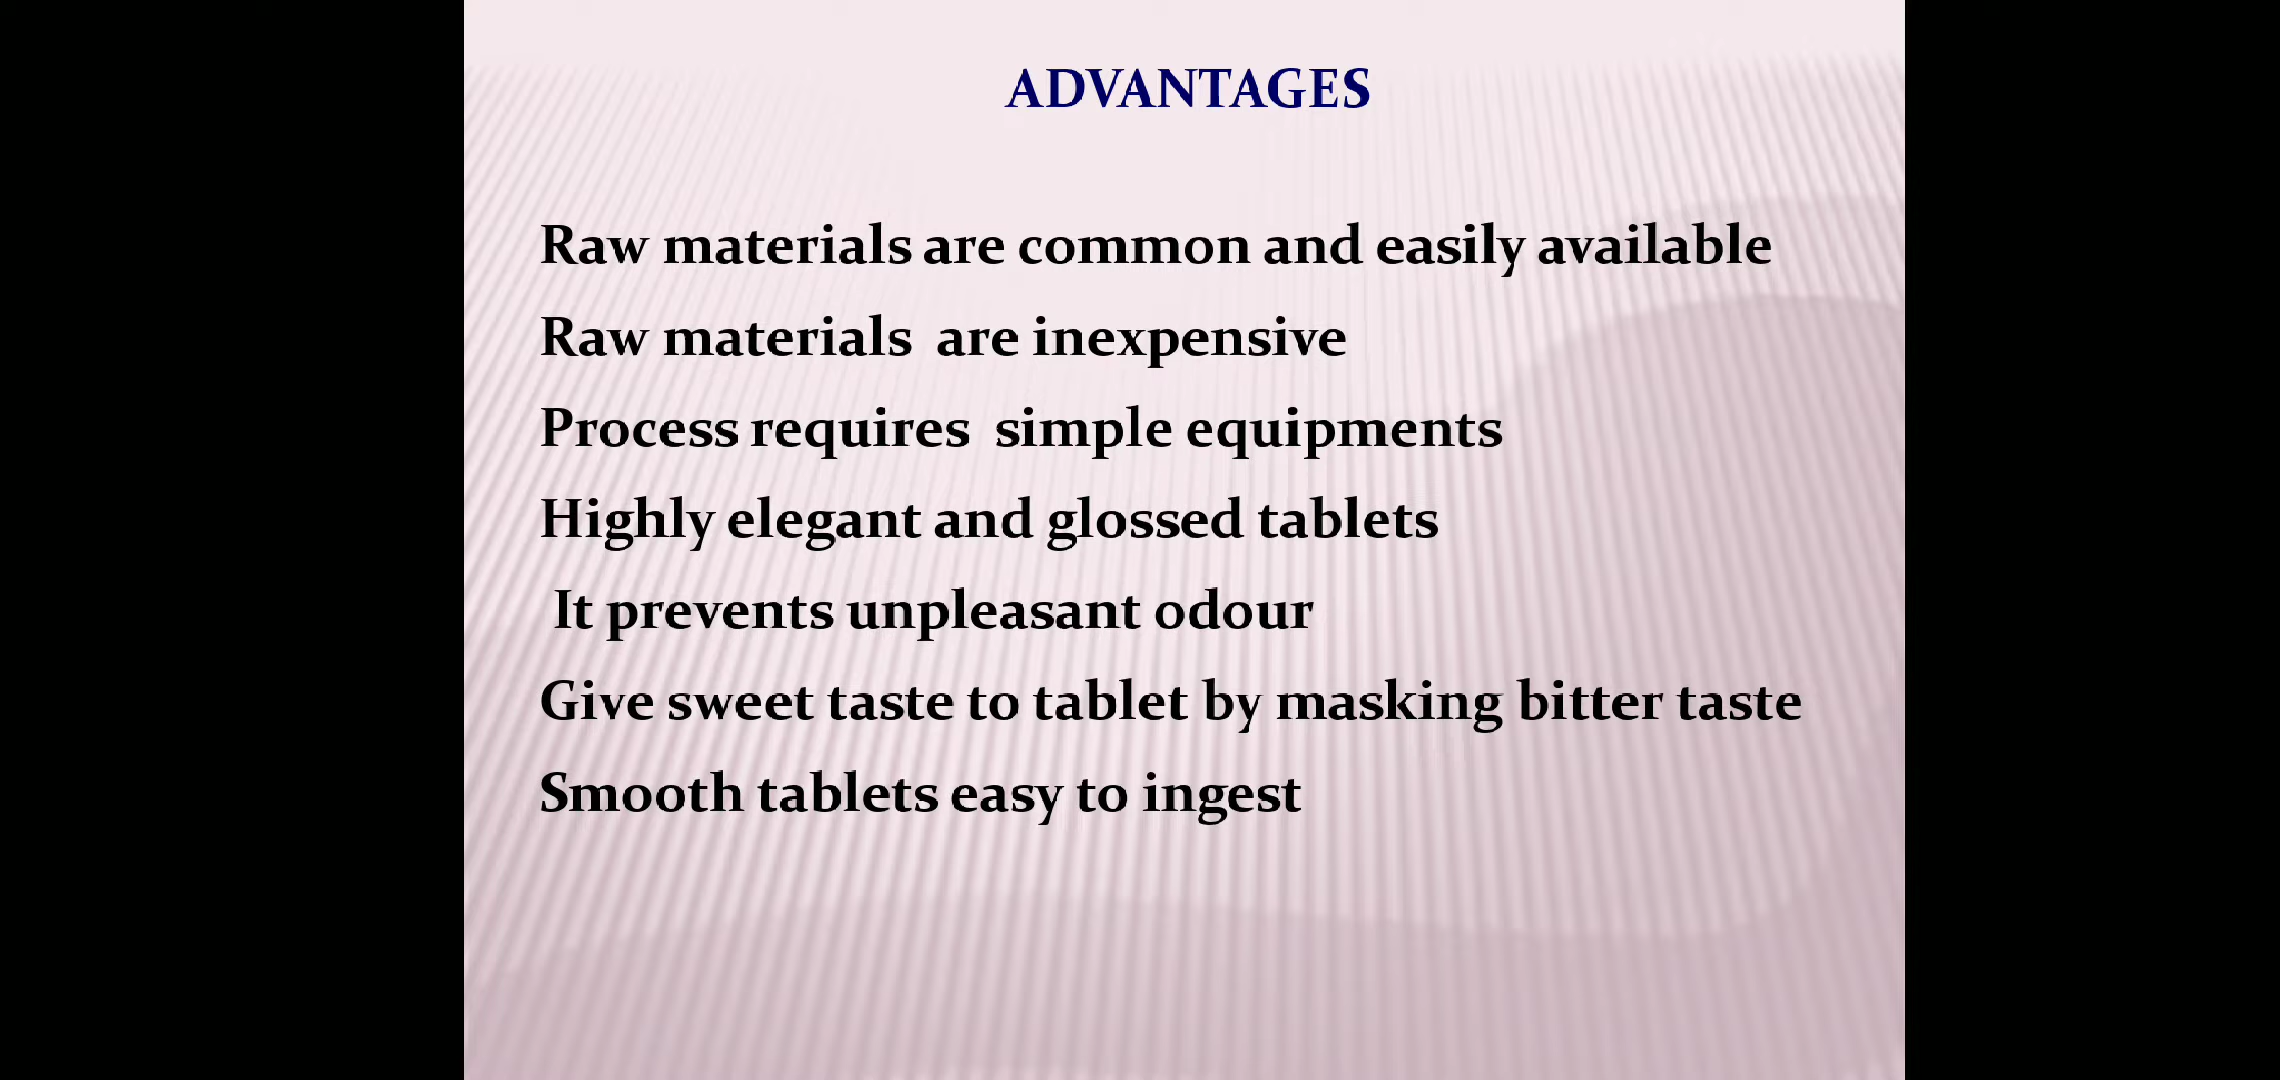 ADVANTAGES
Raw materials are common and easily available
Raw materials are inexpensive
Process requires simple equipments
Highly elegant and glossed tablets
It prevents unpleasant odour
Give sweet taste to tablet by masking bitter taste
Smooth tablets easy to ingest